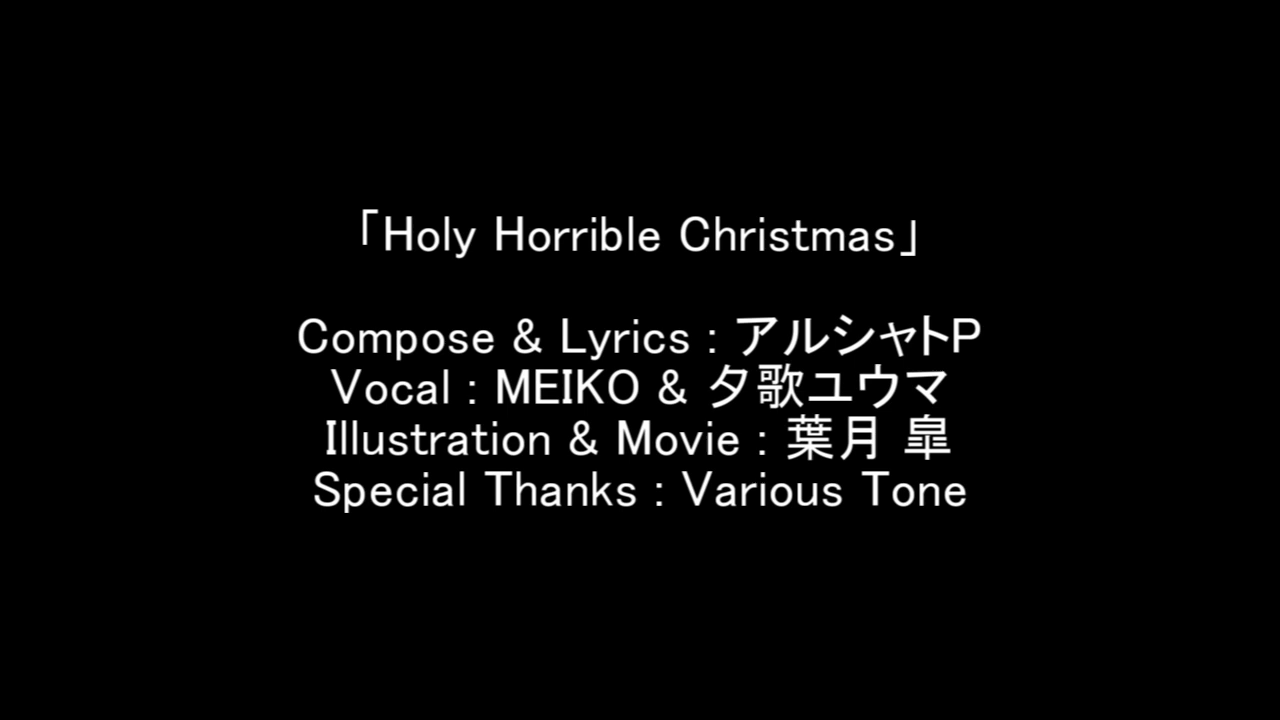 「Holy Horrible Christmas」
Compose & Lyrics : アルシャトP
Vocal : MEIKO & 夕歌ユウマ
Illustration & Movie : 葉月 皐
Special Thanks : Various Tone